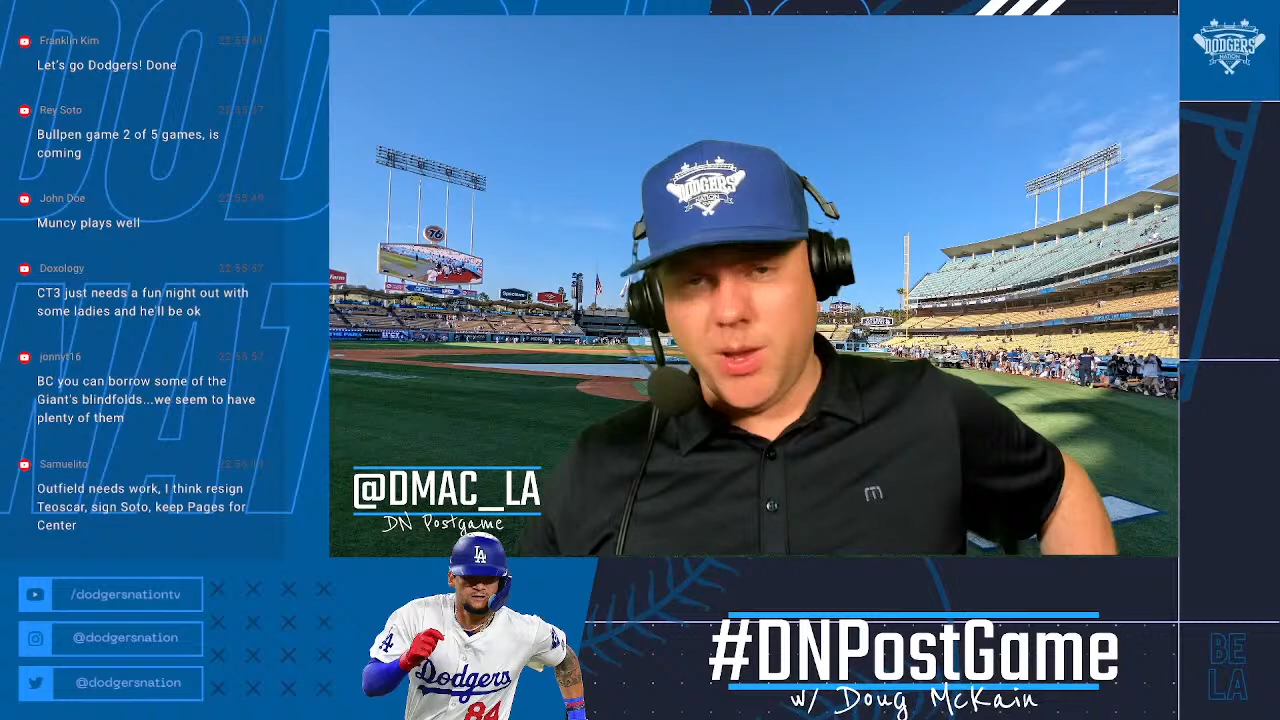 Franklin Kim
Let's go Dodgers! Done
Rey Soto
Bullpen game 2 of 5 games, is
coming
John Doe
Muncy plays well
Doxology
CT3 just needs a fun night out with
some ladies and he'll be ok
jonnyt16
BC you can borrow some of the
Giant's blindfolds...we seem to have
plenty of them
Samuelito
Outfield needs work, I think resign
Teoscar, sign Soto, keep Pages for
Center
/dodgersnationtv
@dodgersnation
@dodgersnation
DODGERS
NATION
76
DODGERS
@DMAC_LA
DN Postgame
LA
Dodgers
84
#DNPostGame
w/ Doug McKain
BE
LA